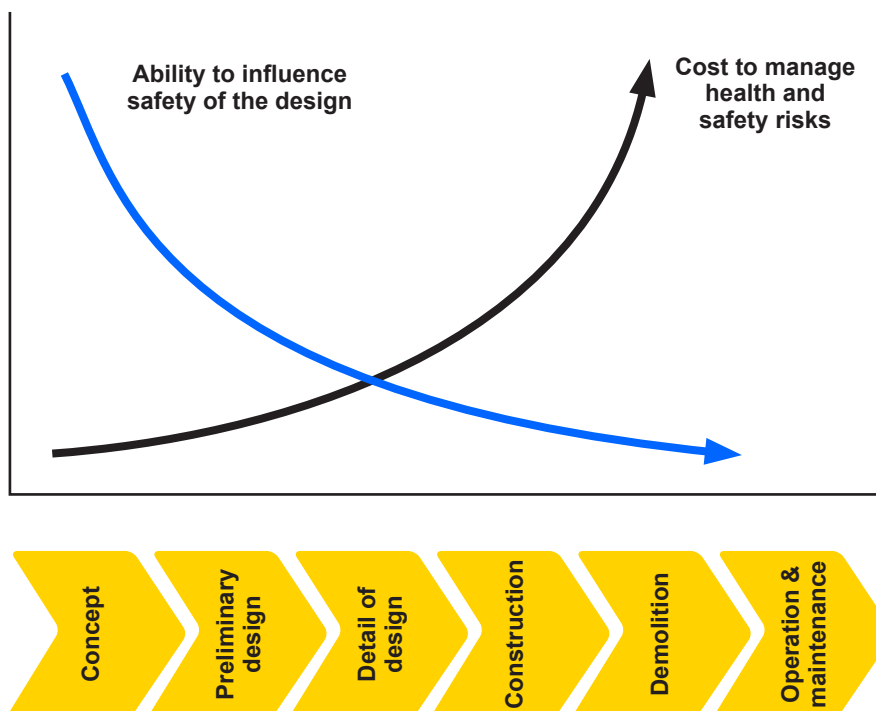 Ability to influence
safety of the design
Cost to manage
health and
safety risks
Concept
Preliminary
design
Detail of
design
Construction
Demolition
Operation &
maintenance